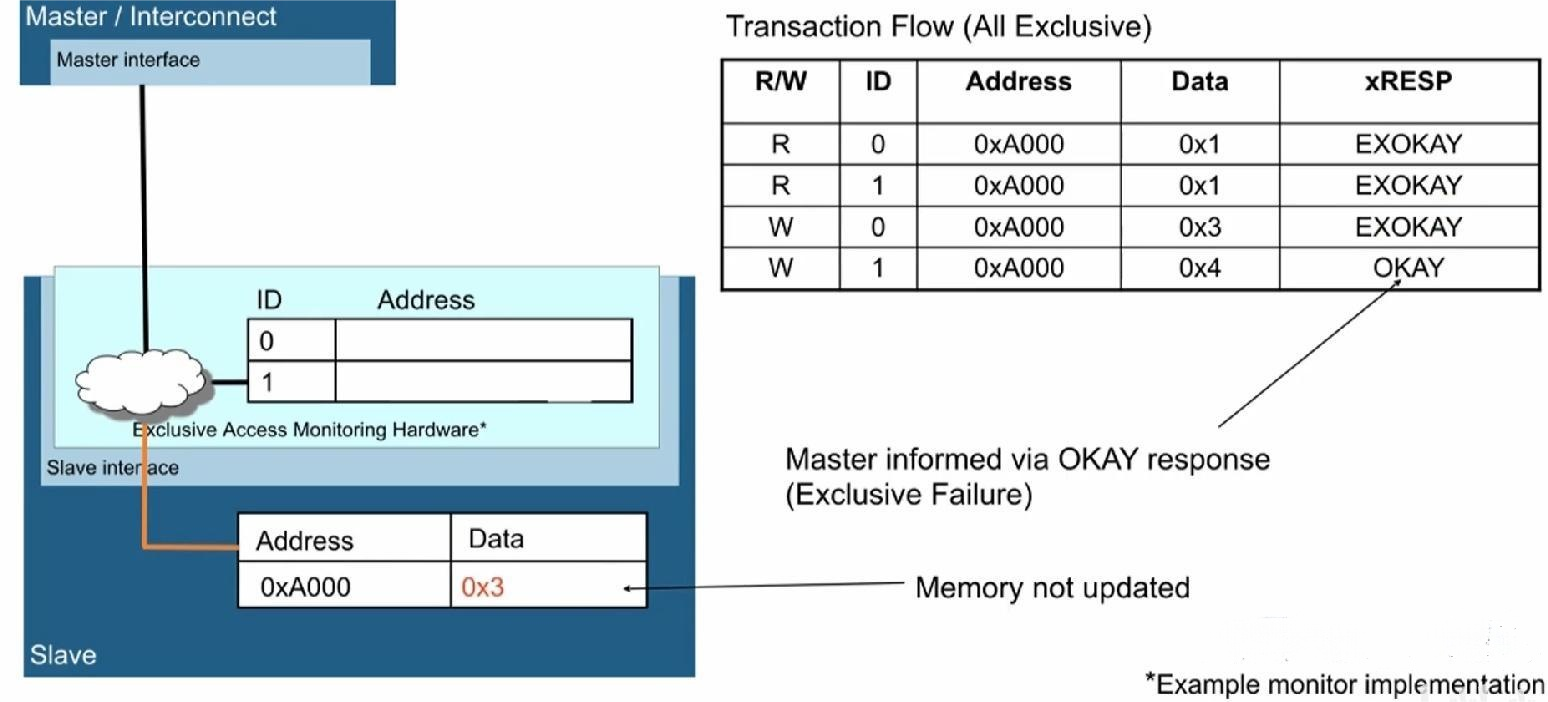 Master / Interconnect
Master interface
Transaction Flow (All Exclusive)
R/W ID Address Data xRESP
R 0 0xA000 0x1 EXOKAY
R 1 0xA000 0x1 EXOKAY
W 0 0xA000 0x3 EXOKAY
W 1 0xA000 0x4 OKAY
ID Address
0
1
Exclusive Access Monitoring Hardware*
Slave interface
Master informed via OKAY response
(Exclusive Failure)
Address Data
0xA000 0x3
Memory not updated
Slave
*Example monitor implementation